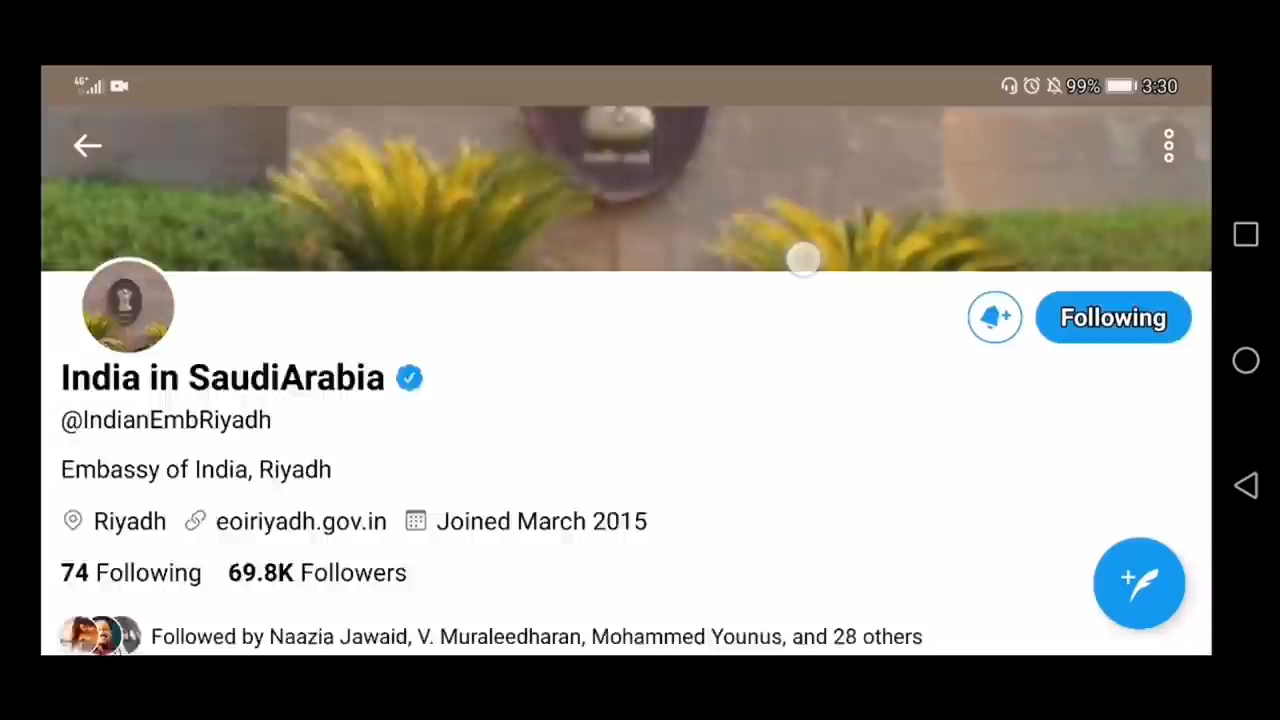 4G+ 99% 3:30
Following
India in SaudiArabia
@IndianEmbRiyadh
Embassy of India, Riyadh
Riyadh eoiriyadh.gov.in Joined March 2015
74 Following 69.8K Followers
Followed by Naazia Jawaid, V. Muraleedharan, Mohammed Younus, and 28 others